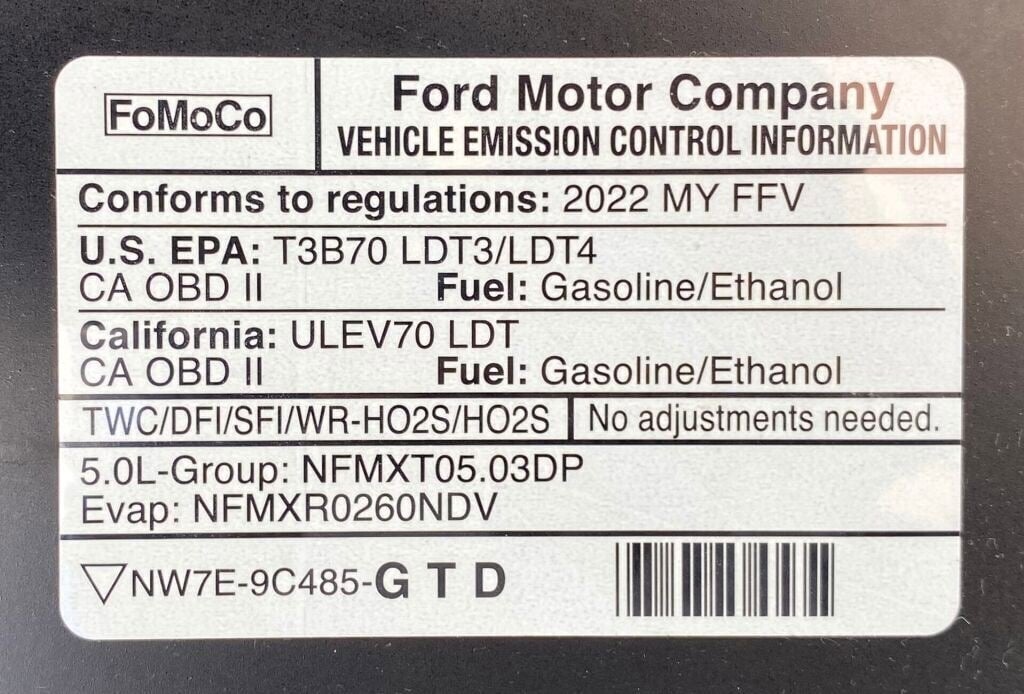 FoMoCo
Ford Motor Company
VEHICLE EMISSION CONTROL INFORMATION
Conforms to regulations: 2022 MY FFV
U.S. EPA: T3B70 LDT3/LDT4
CA OBD II Fuel: Gasoline/Ethanol
California: ULEV70 LDT
CA OBD II Fuel: Gasoline/Ethanol
TWC/DFI/SFI/WR-HO2S/HO2S No adjustments needed.
5.0L-Group: NFMXT05.03DP
Evap: NFMXR0260NDV
NW7E-9C485-G T D